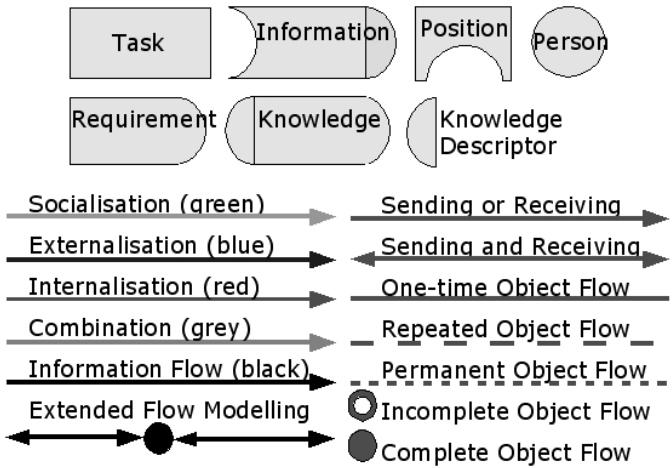 Task
Information
Position
Person
Requirement
Knowledge
Knowledge
Descriptor
Socialisation (green)
Sending or Receiving
Externalisation (blue)
Sending and Receiving
Internalisation (red)
One-time Object Flow
Combination (grey)
Repeated Object Flow
Information Flow (black)
Permanent Object Flow
Extended Flow Modelling
Incomplete Object Flow
Complete Object Flow